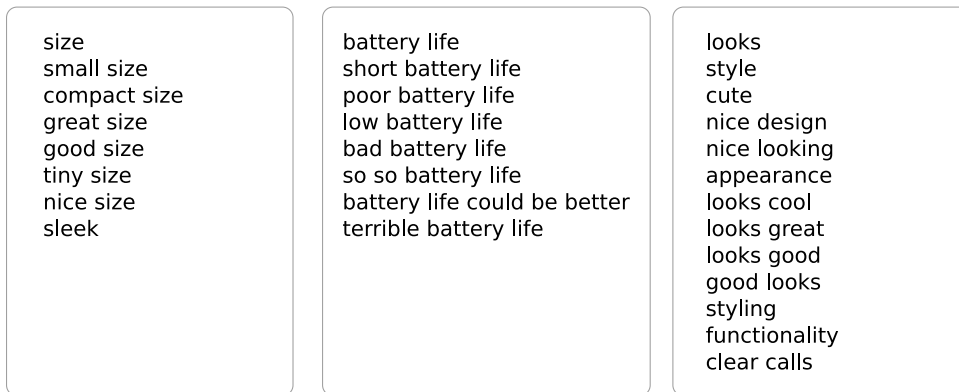 size
small size
compact size
great size
good size
tiny size
nice size
sleek
battery life
short battery life
poor battery life
low battery life
bad battery life
so so battery life
battery life could be better
terrible battery life
looks
style
cute
nice design
nice looking
appearance
looks cool
looks great
looks good
good looks
styling
functionality
clear calls